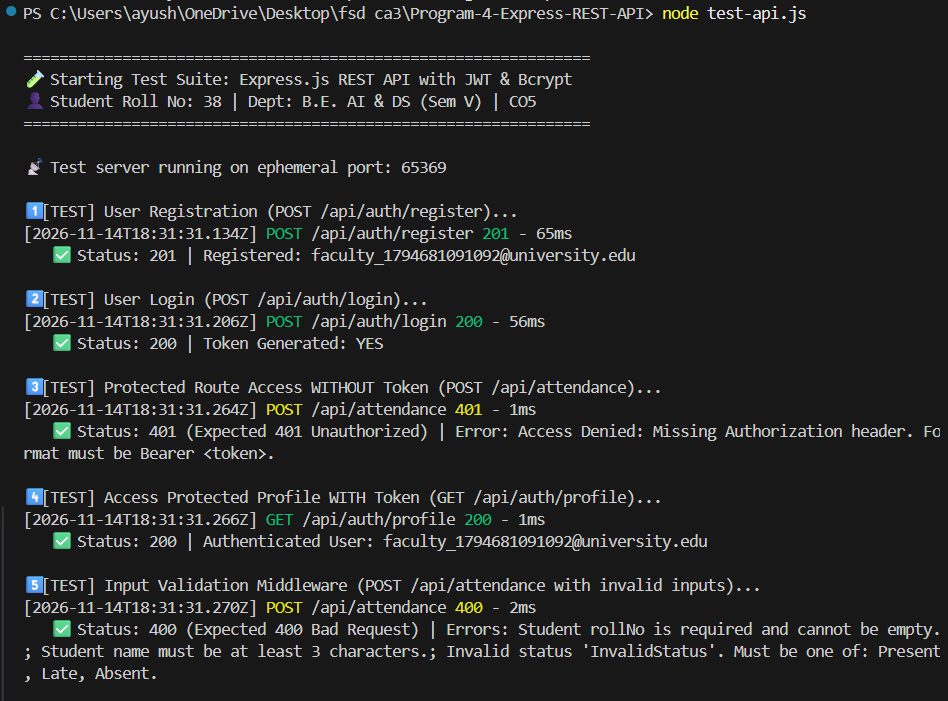 PS C:\Users\ayush\OneDrive\Desktop\fsd ca3\Program-4-Express-REST-API> node test-api.js
===============================================================
🧪 Starting Test Suite: Express.js REST API with JWT & Bcrypt
👤 Student Roll No: 38 | Dept: B.E. AI & DS (Sem V) | CO5
===============================================================
📡 Test server running on ephemeral port: 65369
1️⃣[TEST] User Registration (POST /api/auth/register)...
[2026-11-14T18:31:31.134Z] POST /api/auth/register 201 - 65ms
✅ Status: 201 | Registered: faculty_1794681091092@university.edu
2️⃣[TEST] User Login (POST /api/auth/login)...
[2026-11-14T18:31:31.206Z] POST /api/auth/login 200 - 56ms
✅ Status: 200 | Token Generated: YES
3️⃣[TEST] Protected Route Access WITHOUT Token (POST /api/attendance)...
[2026-11-14T18:31:31.264Z] POST /api/attendance 401 - 1ms
✅ Status: 401 (Expected 401 Unauthorized) | Error: Access Denied: Missing Authorization header. Fo
rmat must be Bearer <token>.
4️⃣[TEST] Access Protected Profile WITH Token (GET /api/auth/profile)...
[2026-11-14T18:31:31.266Z] GET /api/auth/profile 200 - 1ms
✅ Status: 200 | Authenticated User: faculty_1794681091092@university.edu
5️⃣[TEST] Input Validation Middleware (POST /api/attendance with invalid inputs)...
[2026-11-14T18:31:31.270Z] POST /api/attendance 400 - 2ms
✅ Status: 400 (Expected 400 Bad Request) | Errors: Student rollNo is required and cannot be empty.
; Student name must be at least 3 characters.; Invalid status 'InvalidStatus'. Must be one of: Present
, Late, Absent.